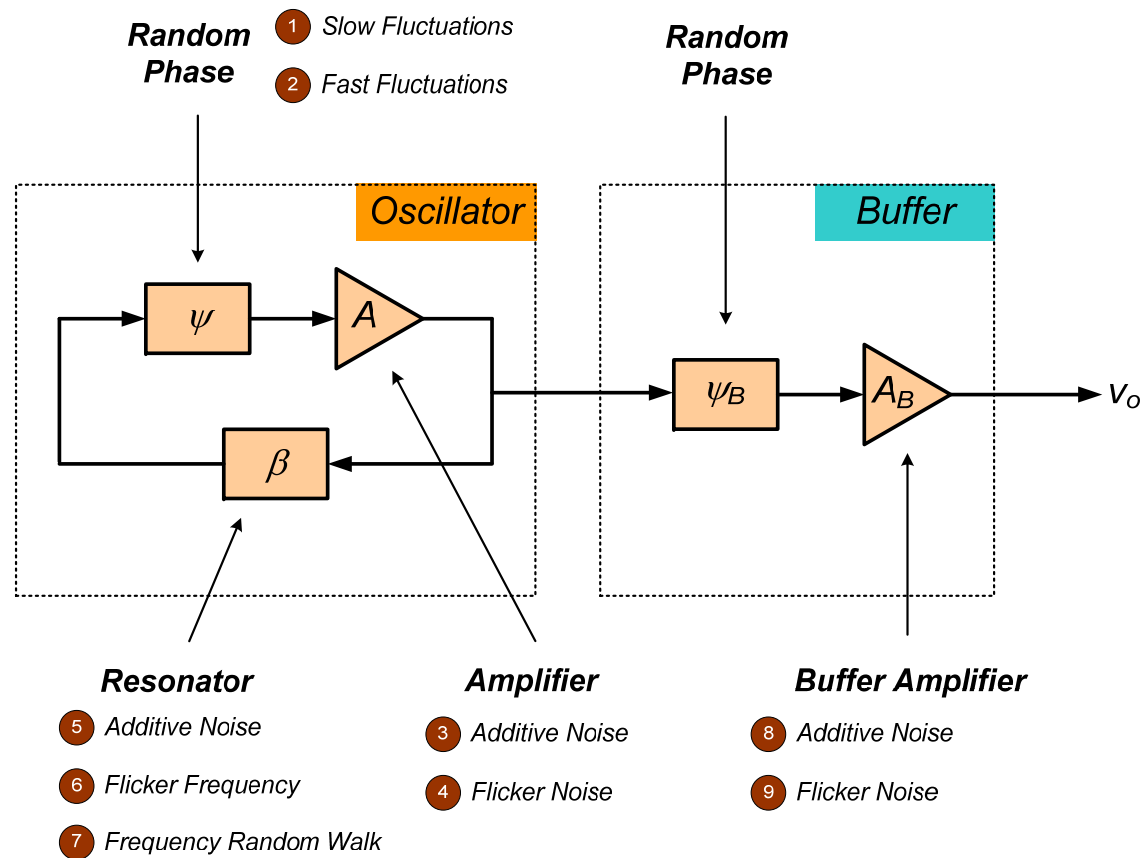 Random
Phase
1 Slow Fluctuations
2 Fast Fluctuations
Random
Phase
Oscillator
Buffer
ψ
A
β
ψB
AB
vo
Resonator
5 Additive Noise
6 Flicker Frequency
7 Frequency Random Walk
Amplifier
3 Additive Noise
4 Flicker Noise
Buffer Amplifier
8 Additive Noise
9 Flicker Noise